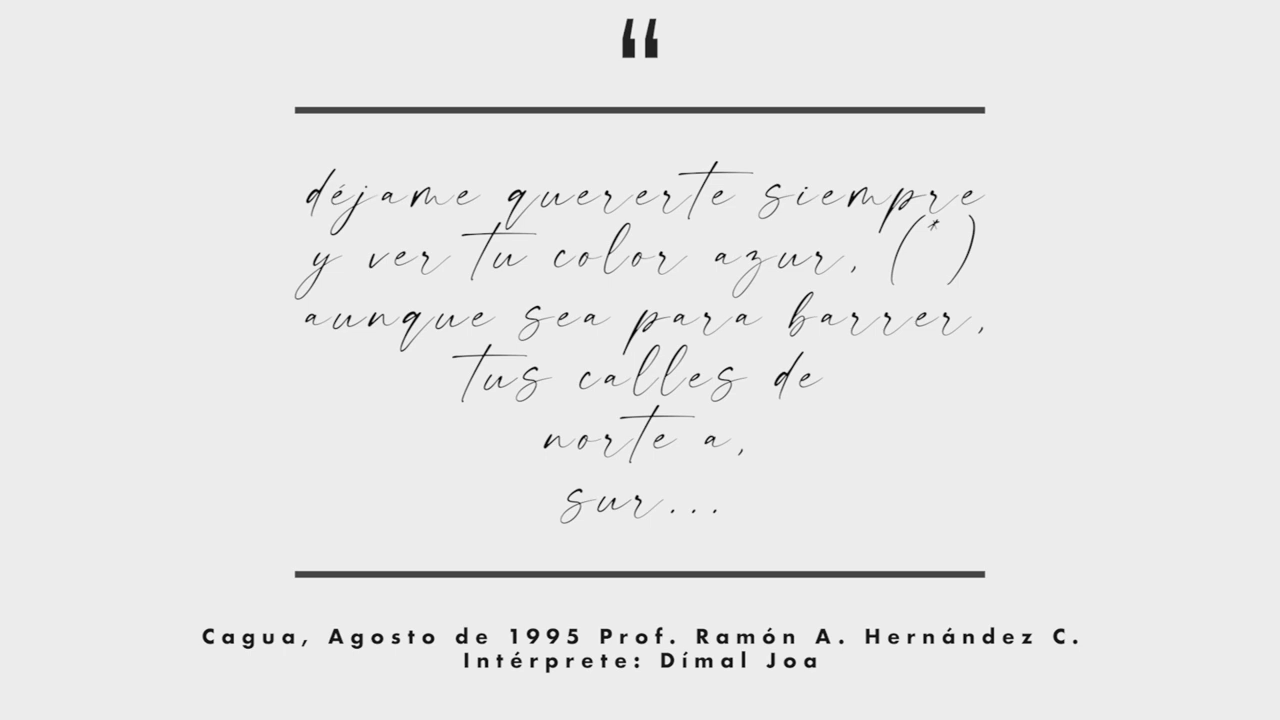 “
déjame quererte siempre
y ver tu color azur, (*)
aunque sea para barrer,
tus calles de
norte a,
sur...
Cagua, Agosto de 1995 Prof. Ramón A. Hernández C.
Intérprete: Dímal Joa